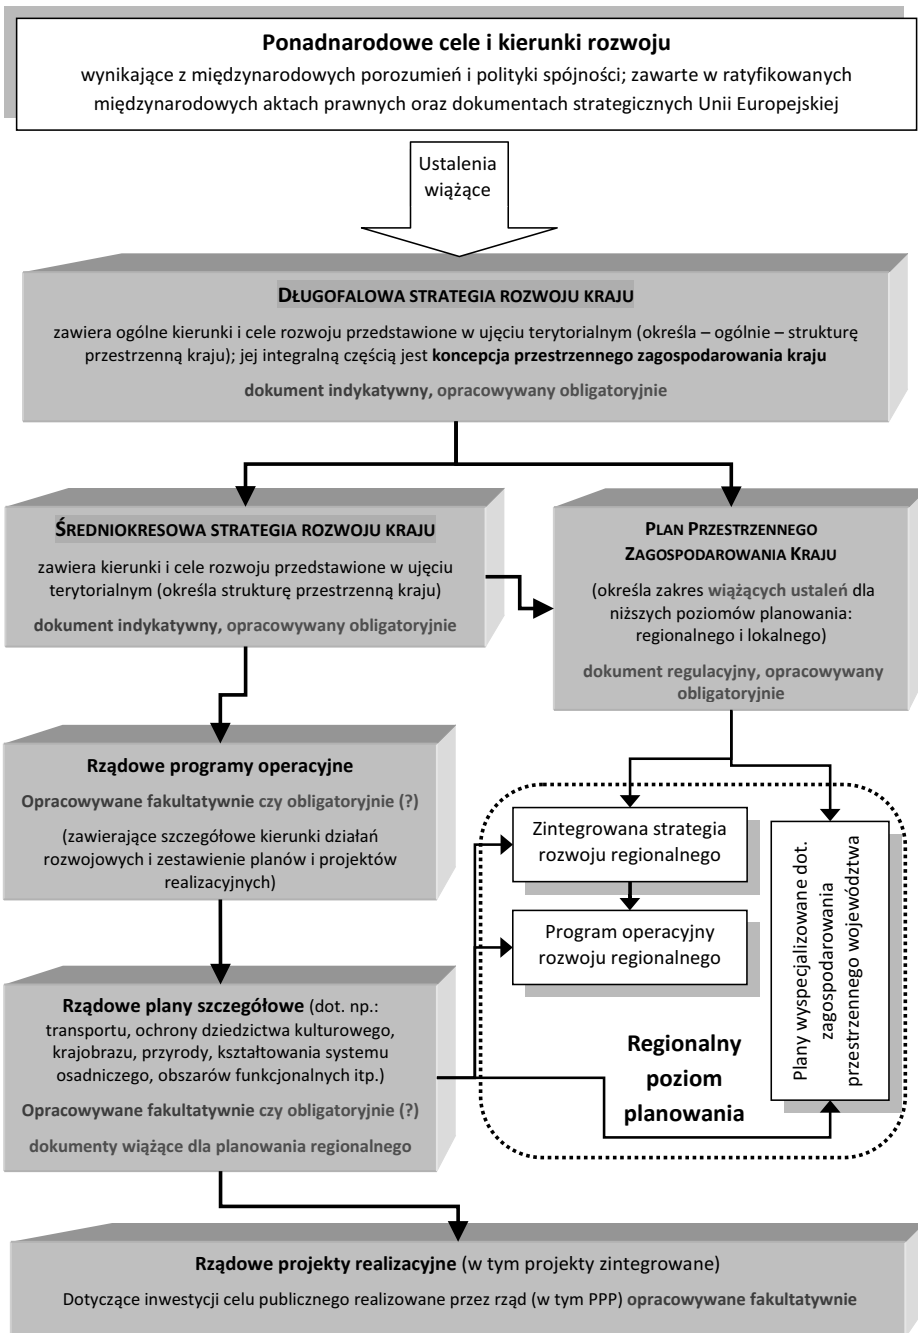 Ponadnarodowe cele i kierunki rozwoju
wynikające z międzynarodowych porozumień i polityki spójności; zawarte w ratyfikowanych
międzynarodowych aktach prawnych oraz dokumentach strategicznych Unii Europejskiej
Ustalenia
wiążące
DŁUGOFALOWA STRATEGIA ROZWOJU KRAJU
zawiera ogólne kierunki i cele rozwoju przedstawione w ujęciu terytorialnym (określa – ogólnie – strukturę
przestrzenną kraju); jej integralną częścią jest koncepcja przestrzennego zagospodarowania kraju
dokument indykatywny, opracowywany obligatoryjnie
ŚREDNIOKRESOWA STRATEGIA ROZWOJU KRAJU
zawiera kierunki i cele rozwoju przedstawione w ujęciu
terytorialnym (określa strukturę przestrzenną kraju)
dokument indykatywny, opracowywany obligatoryjnie
PLAN PRZESTRZENNEGO
ZAGOSPODAROWANIA KRAJU
(określa zakres wiążących ustaleń dla
niższych poziomów planowania:
regionalnego i lokalnego)
dokument regulacyjny, opracowywany
obligatoryjnie
Rządowe programy operacyjne
Opracowywane fakultatywnie czy obligatoryjnie (?)
(zawierające szczegółowe kierunki działań
rozwojowych i zestawienie planów i projektów
realizacyjnych)
Zintegrowana strategia
rozwoju regionalnego
Program operacyjny
rozwoju regionalnego
Plany wyspecjalizowane dot.
zagospodarowania
przestrzennego województwa
Regionalny
poziom
planowania
Rządowe plany szczegółowe (dot. np.:
transportu, ochrony dziedzictwa kulturowego,
krajobrazu, przyrody, kształtowania systemu
osadniczego, obszarów funkcjonalnych itp.)
Opracowywane fakultatywnie czy obligatoryjnie (?)
dokumenty wiążące dla planowania regionalnego
Rządowe projekty realizacyjne (w tym projekty zintegrowane)
Dotyczące inwestycji celu publicznego realizowane przez rząd (w tym PPP) opracowywane fakultatywnie